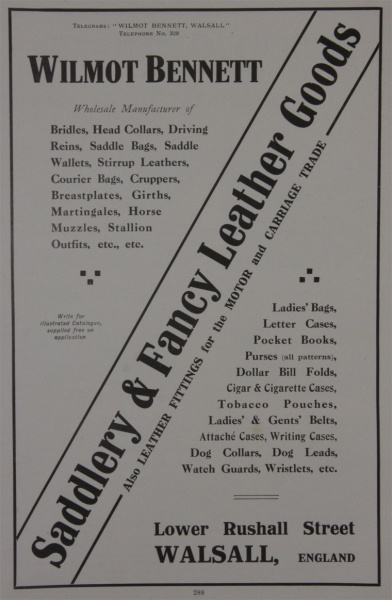 Telegrams: "WILMOT BENNETT, WALSALL"
Telephone No. 328
WILMOT BENNETT
Wholesale Manufacturer of
Bridles, Head Collars, Driving
Reins, Saddle Bags, Saddle
Wallets, Stirrup Leathers,
Courier Bags, Cruppers,
Breastplates, Girths,
Martingales, Horse
Muzzles, Stallion
Outfits, etc., etc.
Write for
illustrated Catalogue,
supplied free on
application
Saddlery & Fancy Leather Goods
Also LEATHER FITTINGS for the MOTOR and CARRIAGE TRADE
Ladies' Bags,
Letter Cases,
Pocket Books,
Purses (all patterns),
Dollar Bill Folds,
Cigar & Cigarette Cases,
Tobacco Pouches,
Ladies' & Gents' Belts,
Attaché Cases, Writing Cases,
Dog Collars, Dog Leads,
Watch Guards, Wristlets, etc.
Lower Rushall Street
WALSALL, ENGLAND